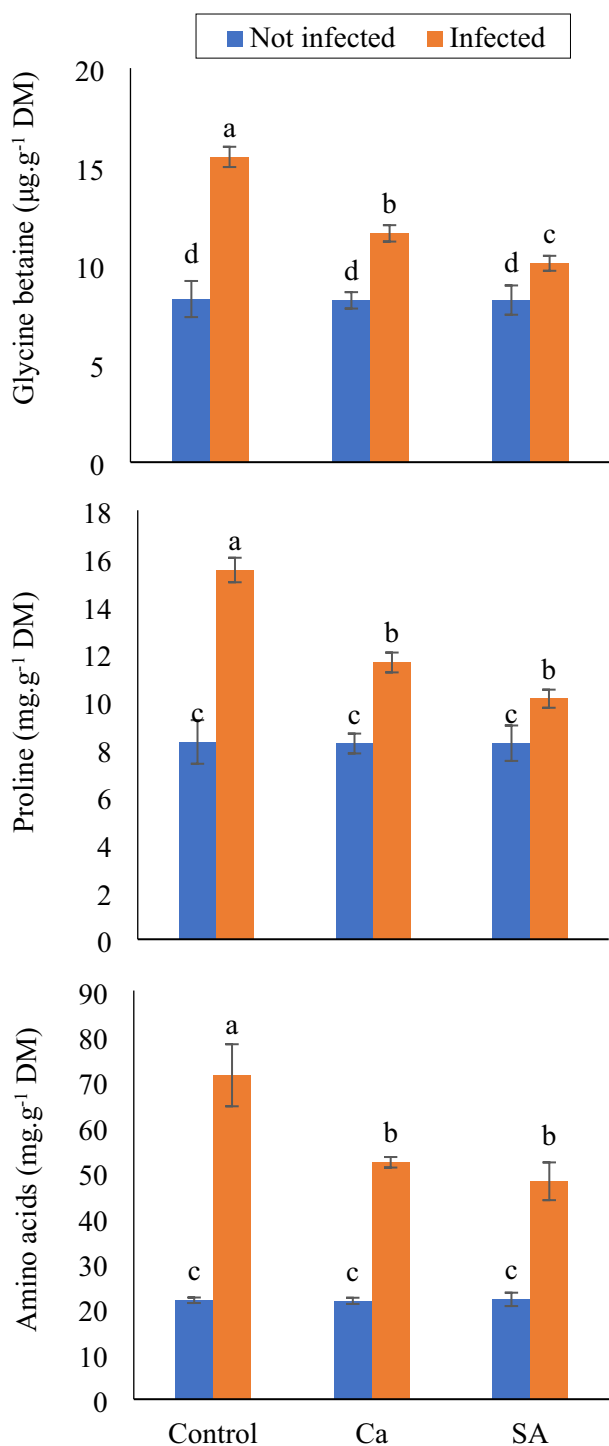 Not infected Infected
Glycine betaine (µg.g⁻¹ DM)
20
15
10
5
0
a
b
c
d
d
d
Proline (mg.g⁻¹ DM)
18
16
14
12
10
8
6
4
2
0
a
b
b
c
c
c
Amino acids (mg.g⁻¹ DM)
90
80
70
60
50
40
30
20
10
0
a
b
b
c
c
c
Control Ca SA